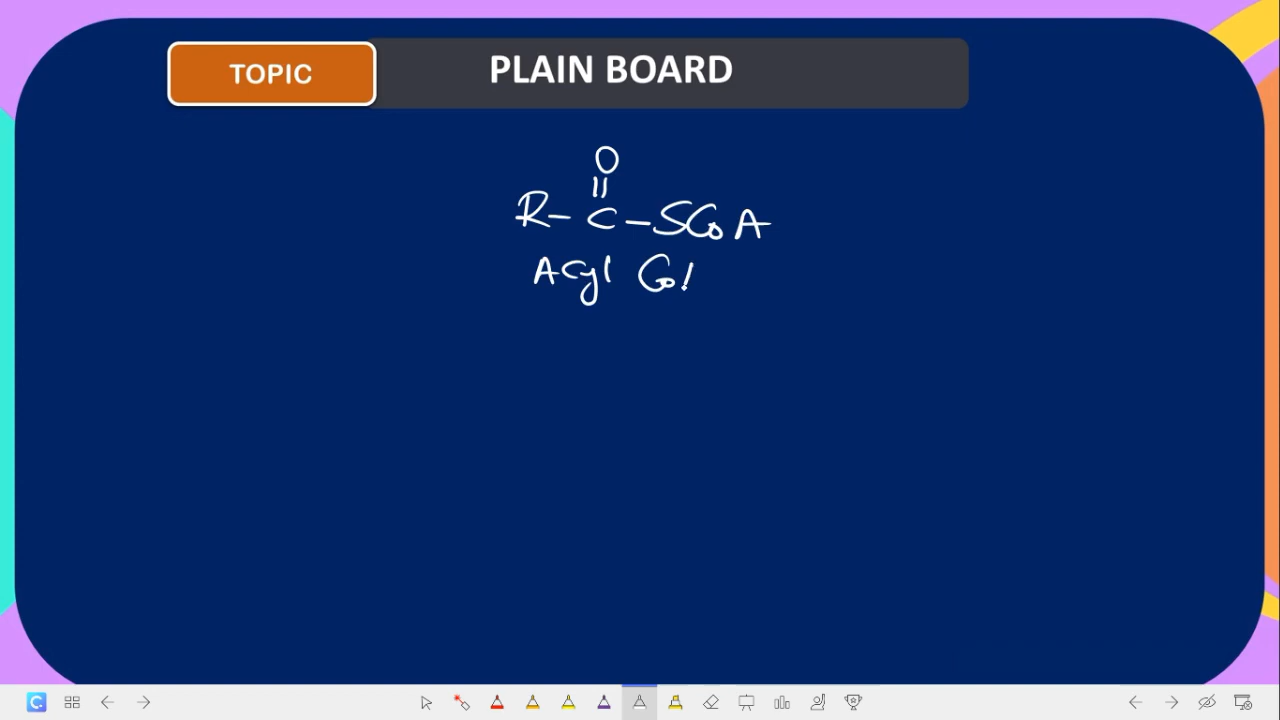 TOPIC
PLAIN BOARD
O
||
R-C-SCoA
Acyl Co